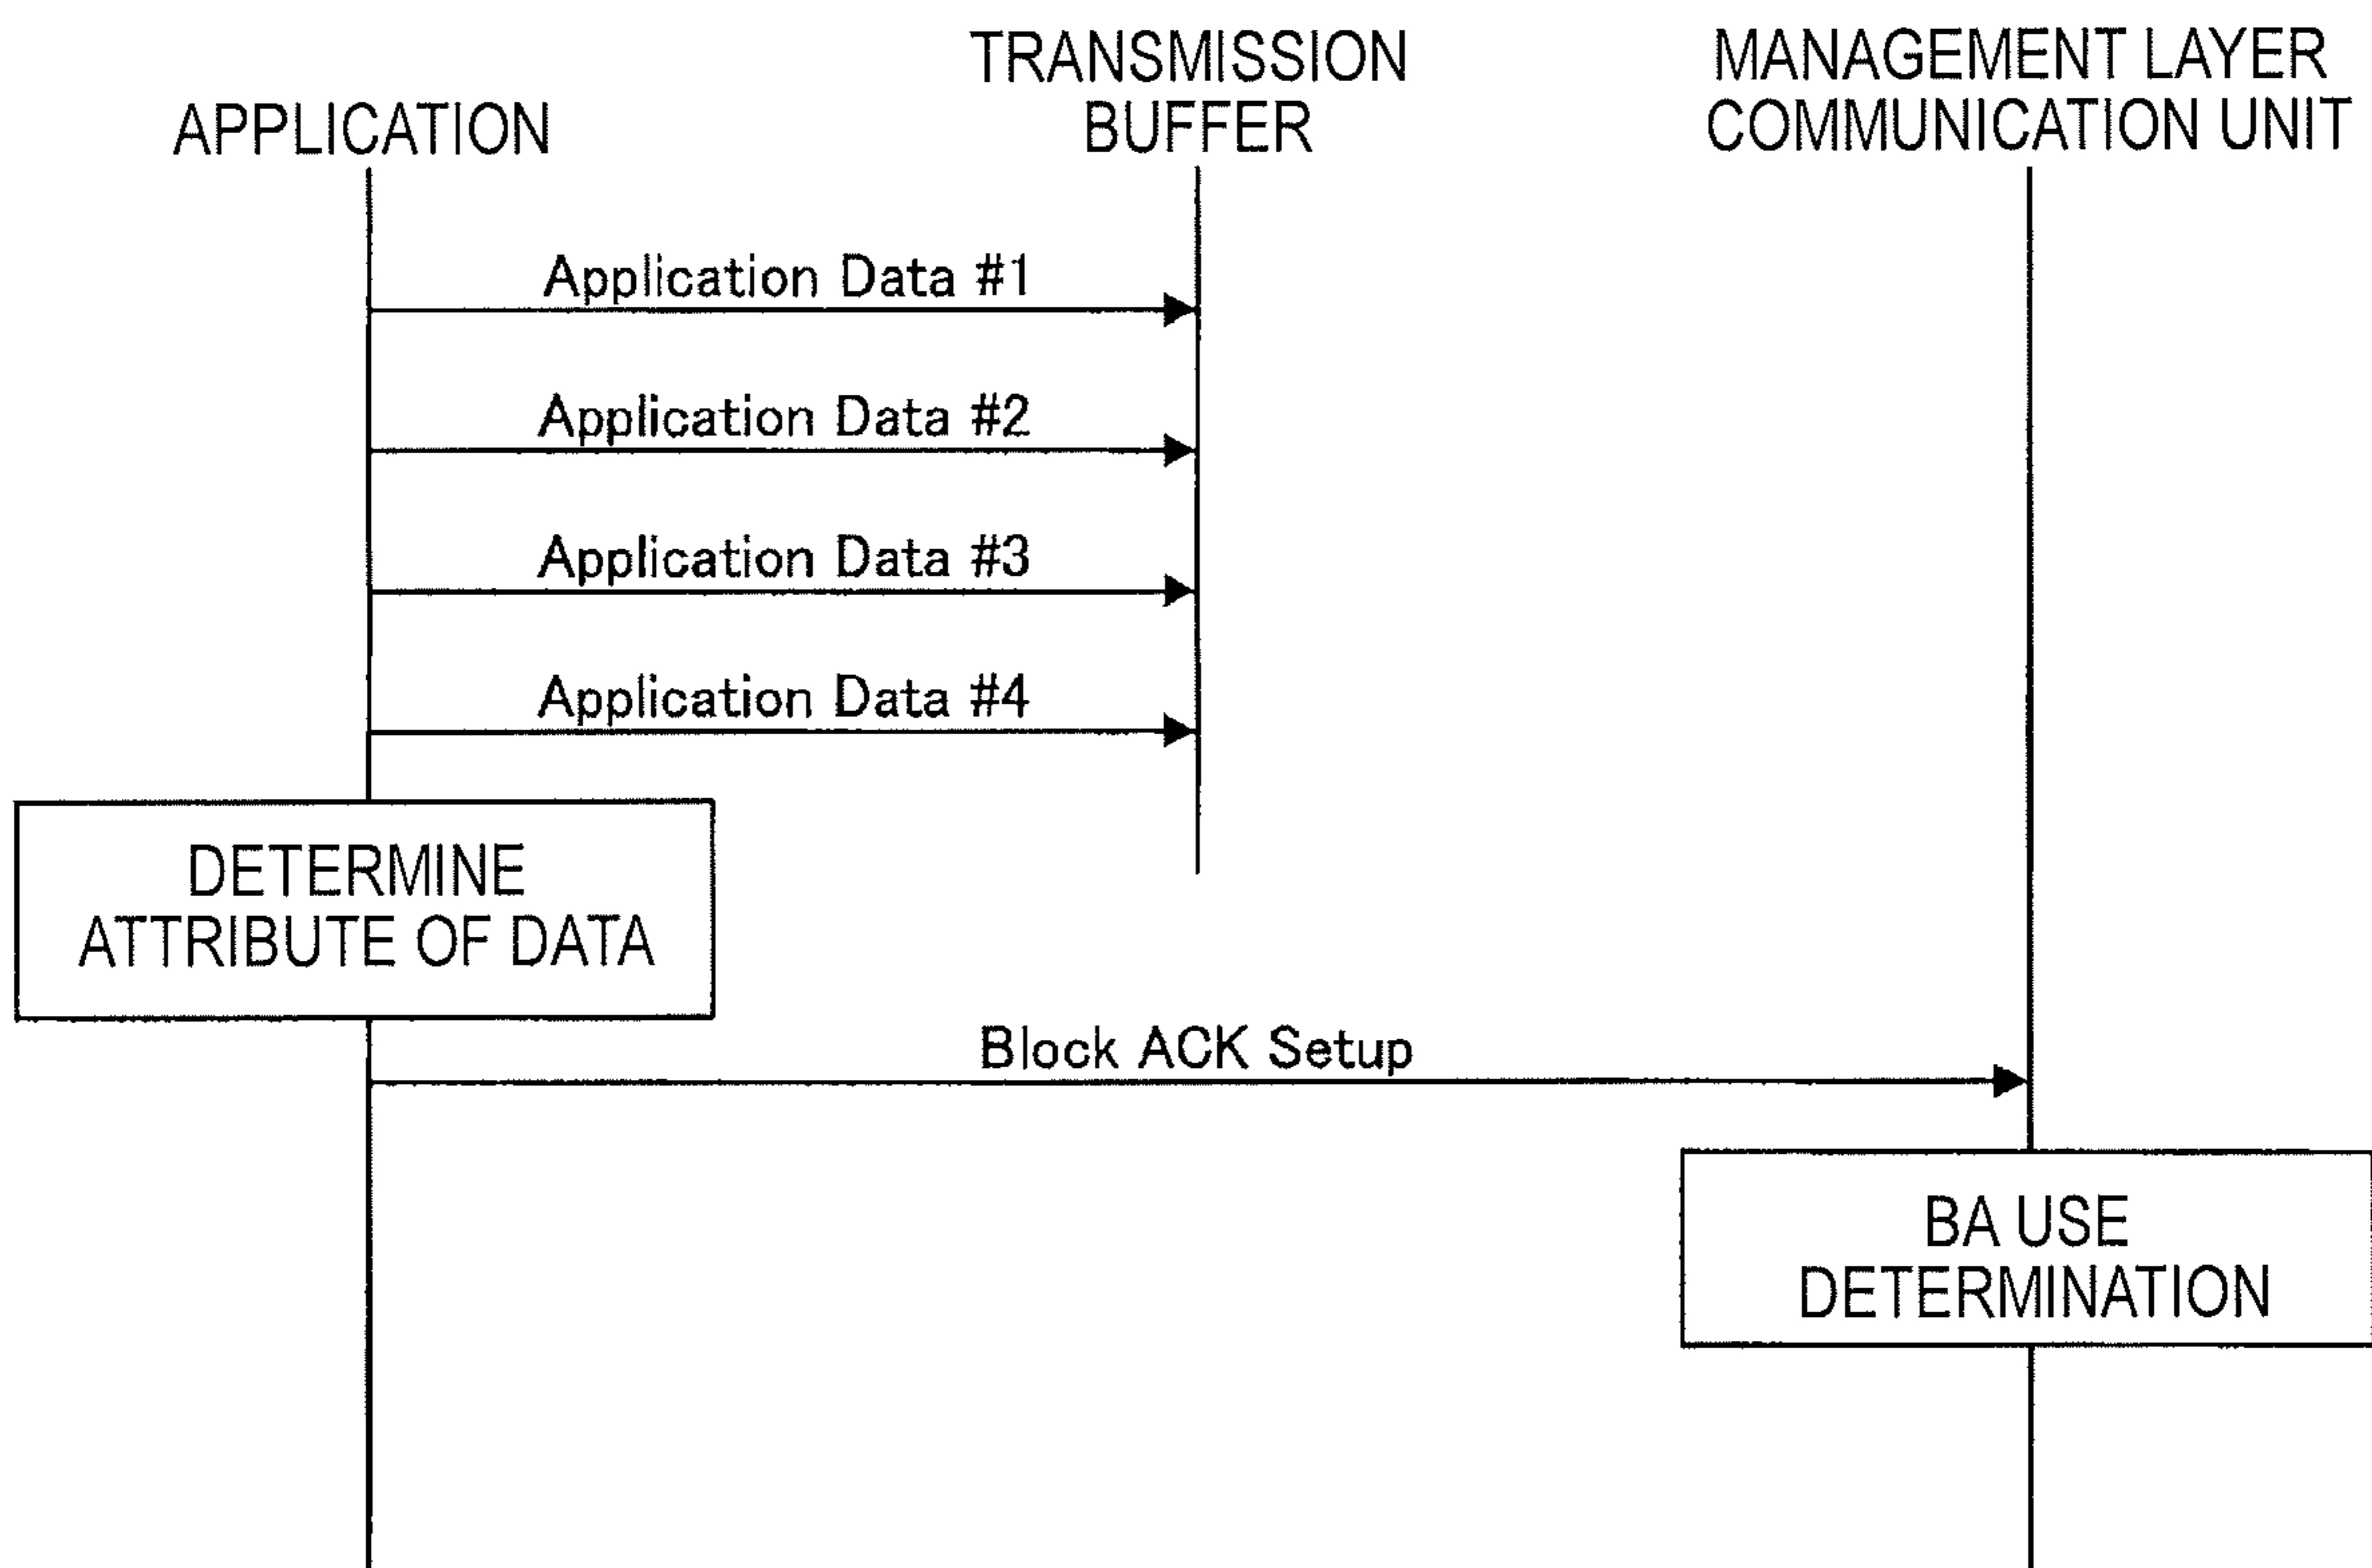 APPLICATION
TRANSMISSION
BUFFER
MANAGEMENT LAYER
COMMUNICATION UNIT
Application Data #1
Application Data #2
Application Data #3
Application Data #4
DETERMINE
ATTRIBUTE OF DATA
Block ACK Setup
BA USE
DETERMINATION